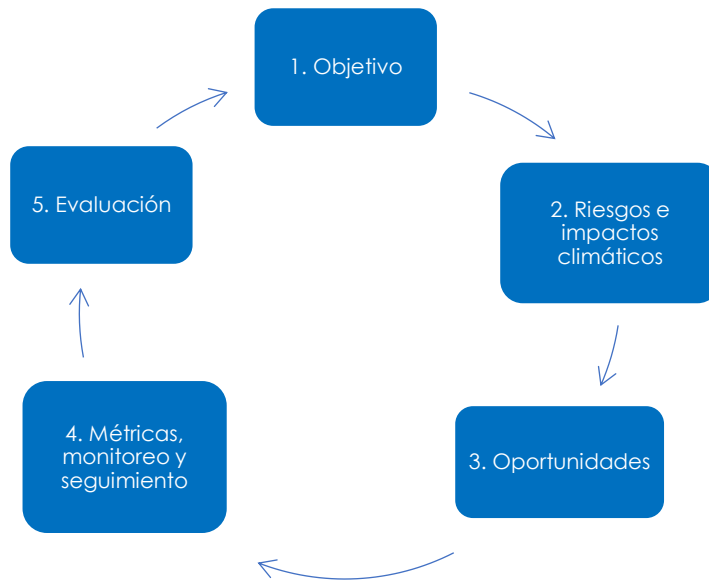 1. Objetivo
2. Riesgos e
impactos
climáticos
3. Oportunidades
4. Métricas,
monitoreo y
seguimiento
5. Evaluación